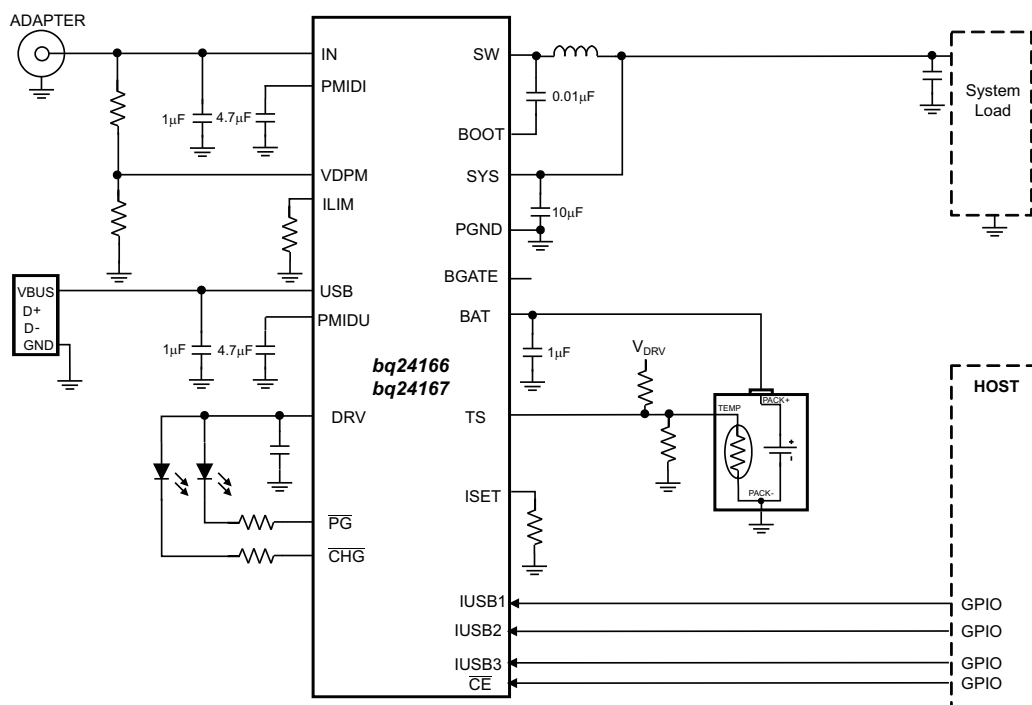 ADAPTER
IN
PMIDI
1μF
4.7μF
VDPM
ILIM
VBUS
D+
D-
GND
USB
PMIDU
1μF
4.7μF
bq24166
bq24167
DRV
PG
CHG
SW
0.01μF
BOOT
SYS
10μF
PGND
BGATE
BAT
1μF
VDRV
TS
TEMP
PACK+
+
-
PACK-
ISET
IUSB1
IUSB2
IUSB3
CE
System
Load
HOST
GPIO
GPIO
GPIO
GPIO